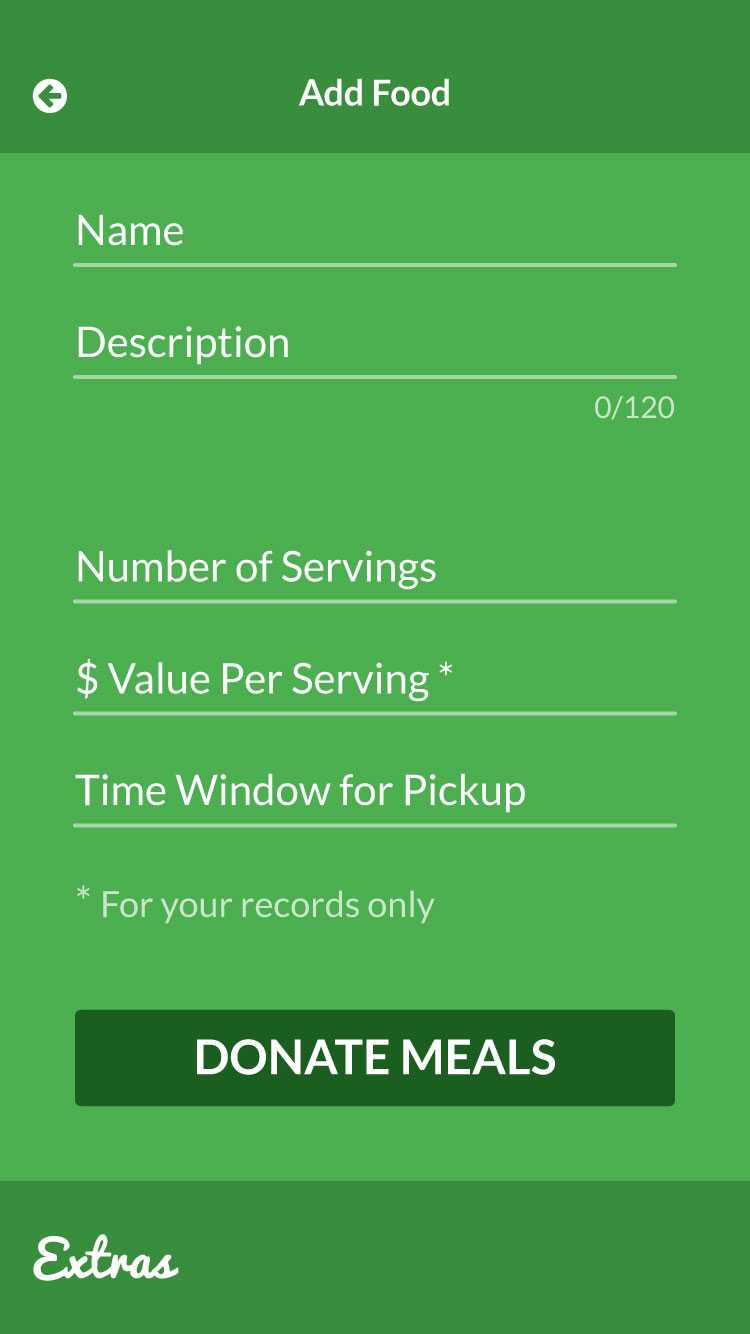 Add Food
Name
Description
0/120
Number of Servings
$ Value Per Serving *
Time Window for Pickup
* For your records only
DONATE MEALS
Extras